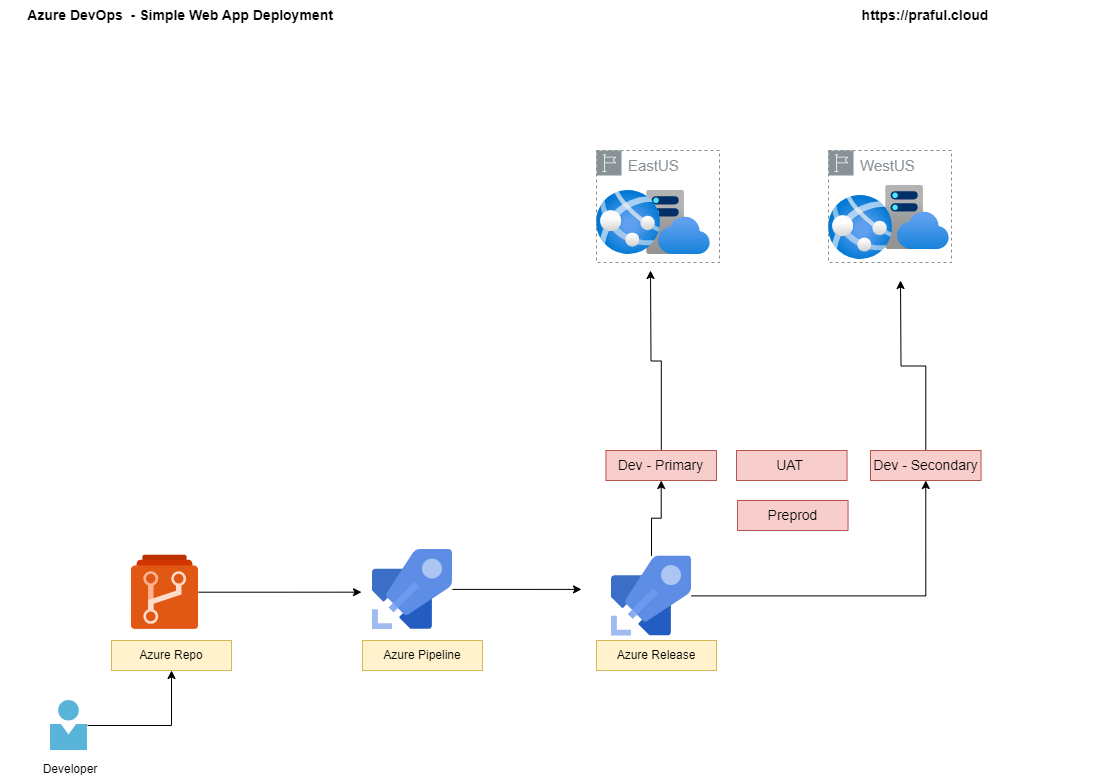 Azure DevOps  - Simple Web App Deployment
https://praful.cloud
EastUS
WestUS
Dev - Primary
UAT
Dev - Secondary
Preprod
Azure Repo
Azure Pipeline
Azure Release
Developer